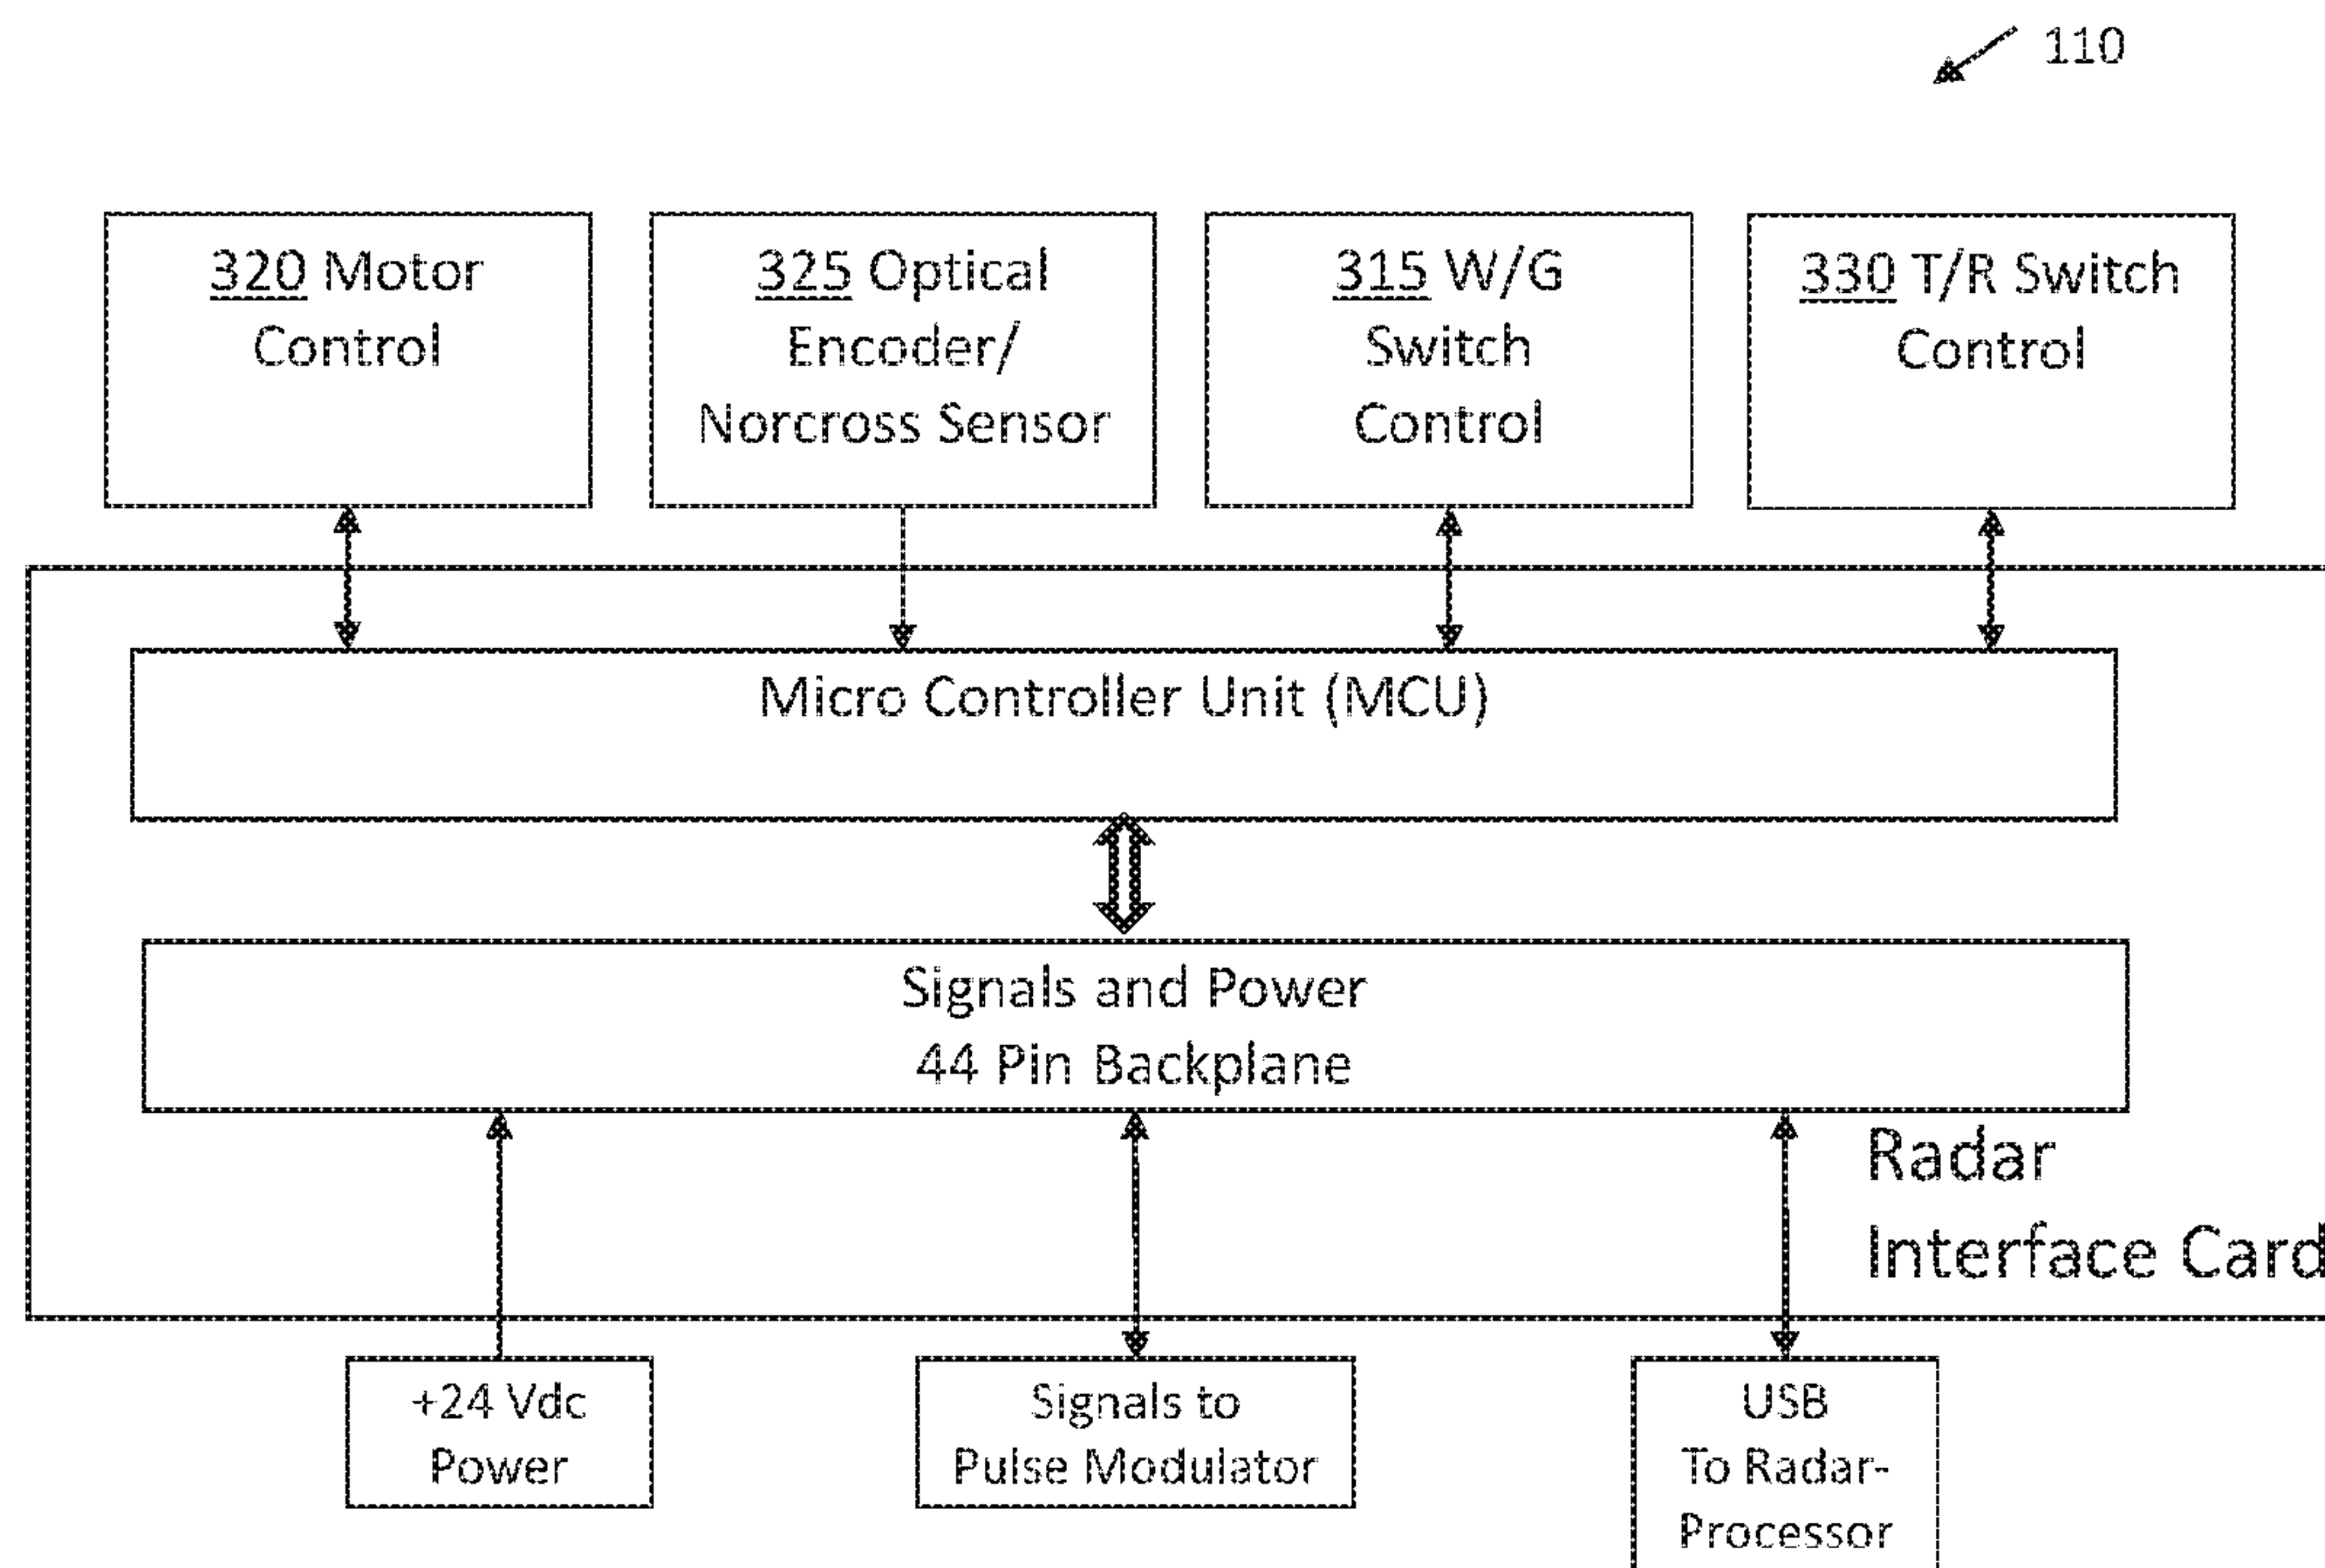 110
320 Motor
Control
325 Optical
Encoder/
Norcross Sensor
315 W/G
Switch
Control
330 T/R Switch
Control
Micro Controller Unit (MCU)
Signals and Power
44 Pin Backplane
Radar
Interface Card
+24 Vdc
Power
Signals to
Pulse Modulator
USB
To Radar-
Processor